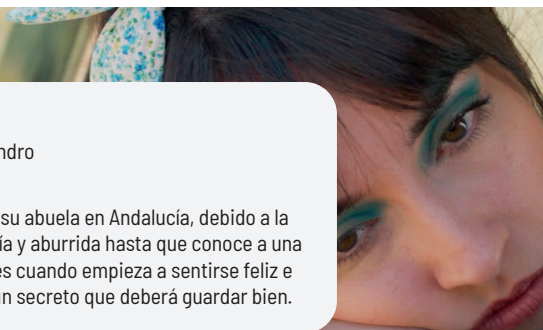 ndro
su abuela en Andalucía, debido a la
ía y aburrida hasta que conoce a una
es cuando empieza a sentirse feliz e
un secreto que deberá guardar bien.